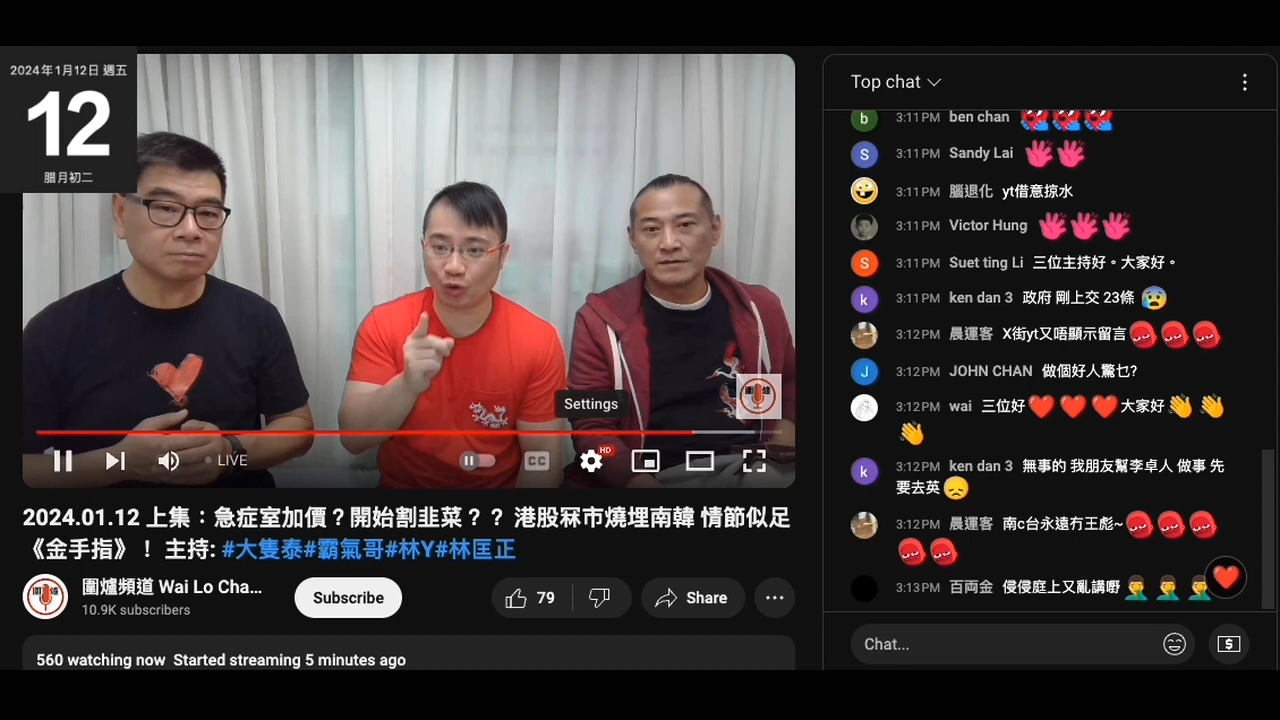 2024年1月12日 週五
12
腊月初二
圍爐
Settings
LIVE
CC
HD
2024.01.12 上集：急症室加價？開始割韭菜？？ 港股冧市燒埋南韓 情節似足
《金手指》！ 主持: #大隻泰#霸氣哥#林Y#林匡正
圍爐頻道 Wai Lo Cha...
10.9K subscribers
Subscribe
79
Share
560 watching now Started streaming 5 minutes ago
Top chat
b 3:11 PM ben chan
S 3:11 PM Sandy Lai
3:11 PM 腦退化 yt借意掠水
3:11 PM Victor Hung
S 3:11 PM Suet ting Li 三位主持好。大家好。
k 3:11 PM ken dan 3 政府 剛上交 23條 😰
3:12 PM 晨運客 X街yt又唔顯示留言
J 3:12 PM JOHN CHAN 做個好人驚乜?
3:12 PM wai 三位好❤️❤️❤️大家好👋👋
👋
k 3:12 PM ken dan 3 無事的 我朋友幫李卓人 做事 先
要去英😞
3:12 PM 晨運客 南c台永遠冇王彪~
3:13 PM 百両金 侵侵庭上又亂講嘢🤦‍♂️🤦‍♂️🤦‍♂️
Chat...
$